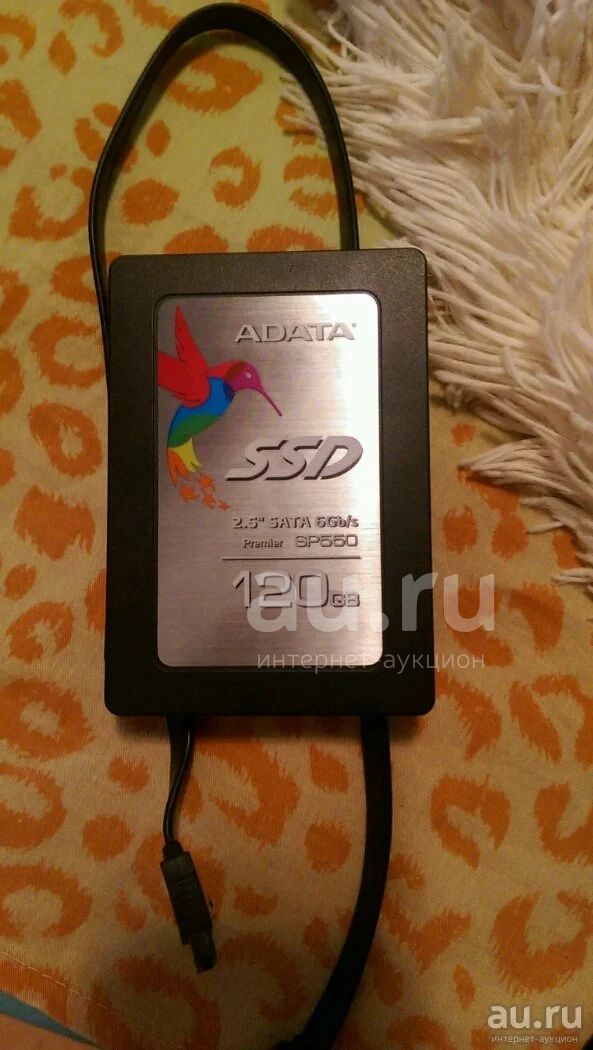 ADATA
SSD
2.5" SATA 6Gb/s
Premier SP550
120GB
au.ru
интернет-аукцион
au.ru
интернет-аукцион